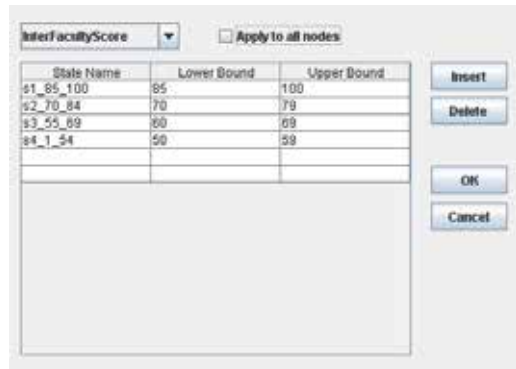 InterFacultyScore Apply to all nodes
State Name Lower Bound Upper Bound Insert
s1_85_100 85 100
s2_70_84 70 79 Delete
s3_55_69 60 69
s4_1_54 50 59
OK
Cancel